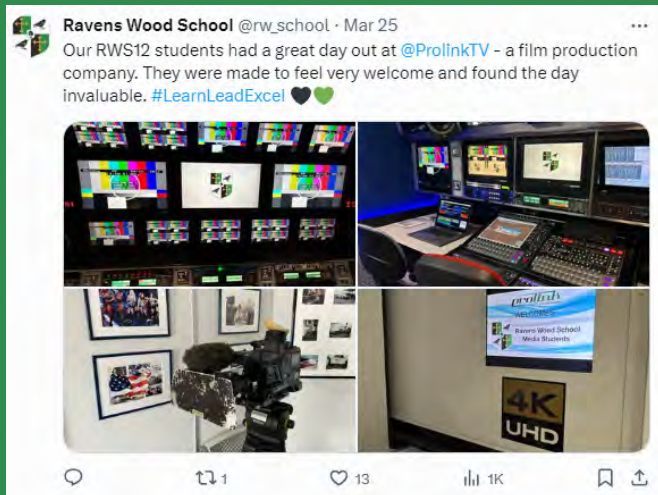 Ravens Wood School @rw_school · Mar 25
Our RWS12 students had a great day out at @ProlinkTV - a film production
company. They were made to feel very welcome and found the day
invaluable. #LearnLeadExcel 🖤💚
prolink
WELCOMES
Ravens Wood School
Media Students
4K
UHD
1
13
1K